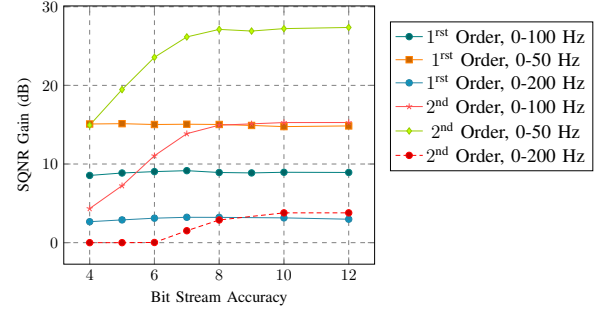 30
20
10
0
4
6
8
10
12
SQNR Gain (dB)
Bit Stream Accuracy
1rst Order, 0-100 Hz
1rst Order, 0-50 Hz
1rst Order, 0-200 Hz
2nd Order, 0-100 Hz
2nd Order, 0-50 Hz
2nd Order, 0-200 Hz